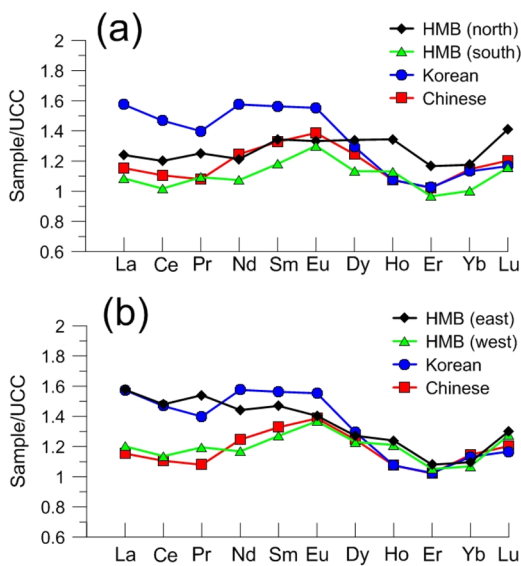 (a)
HMB (north)
HMB (south)
Korean
Chinese
Sample/UCC
2
1.8
1.6
1.4
1.2
1
0.8
0.6
La Ce Pr Nd Sm Eu Dy Ho Er Yb Lu
(b)
HMB (east)
HMB (west)
Korean
Chinese
Sample/UCC
2
1.8
1.6
1.4
1.2
1
0.8
0.6
La Ce Pr Nd Sm Eu Dy Ho Er Yb Lu